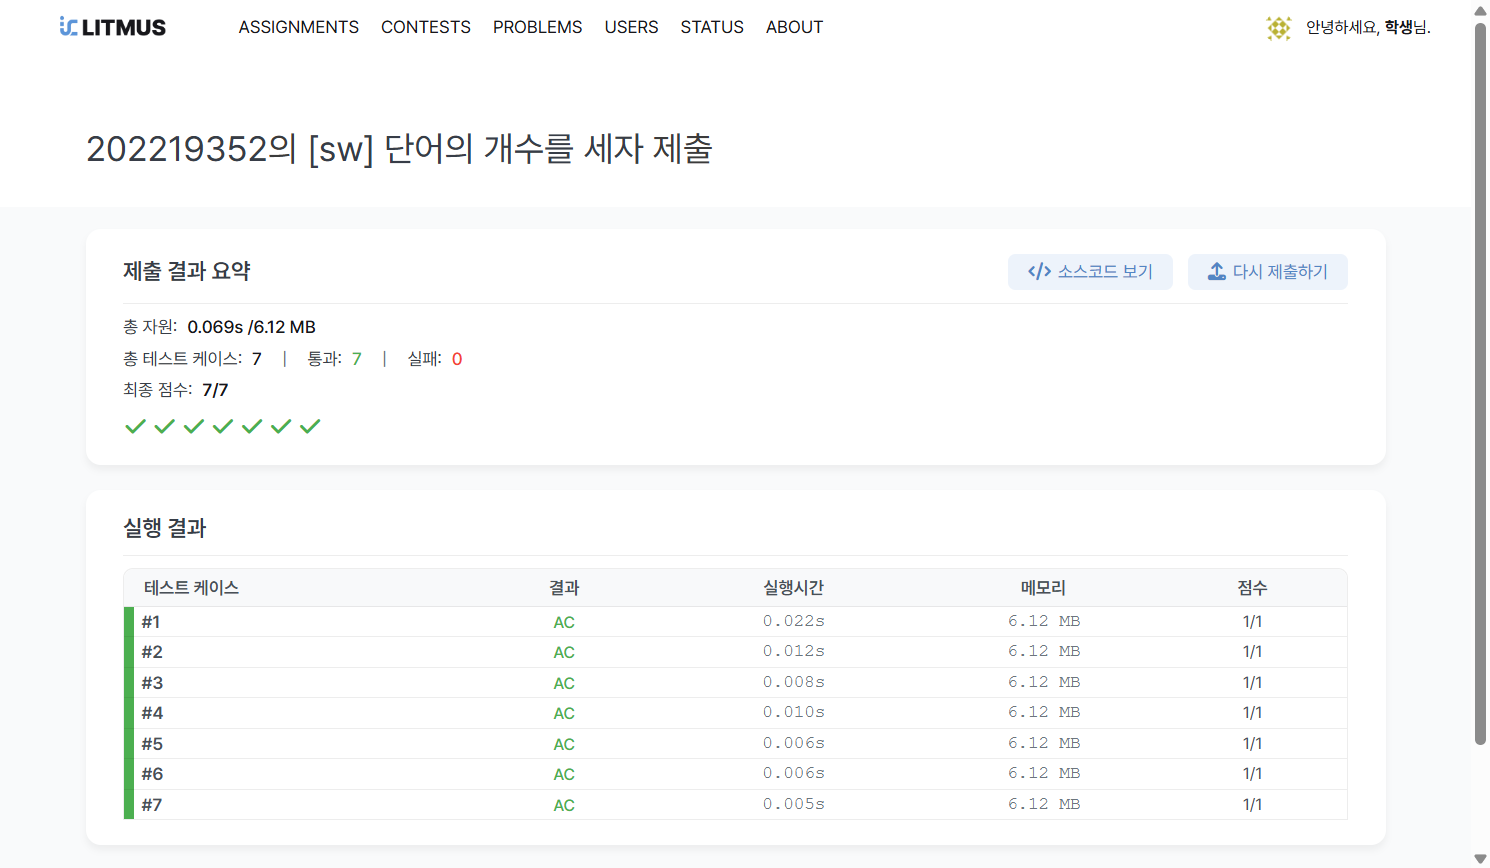 LITMUS ASSIGNMENTS CONTESTS PROBLEMS USERS STATUS ABOUT 안녕하세요, 학생님.
202219352의 [sw] 단어의 개수를 세자 제출
제출 결과 요약 </> 소스코드 보기 다시 제출하기
총 자원: 0.069s /6.12 MB
총 테스트 케이스: 7 | 통과: 7 | 실패: 0
최종 점수: 7/7
실행 결과
테스트 케이스 결과 실행시간 메모리 점수
#1 AC 0.022s 6.12 MB 1/1
#2 AC 0.012s 6.12 MB 1/1
#3 AC 0.008s 6.12 MB 1/1
#4 AC 0.010s 6.12 MB 1/1
#5 AC 0.006s 6.12 MB 1/1
#6 AC 0.006s 6.12 MB 1/1
#7 AC 0.005s 6.12 MB 1/1